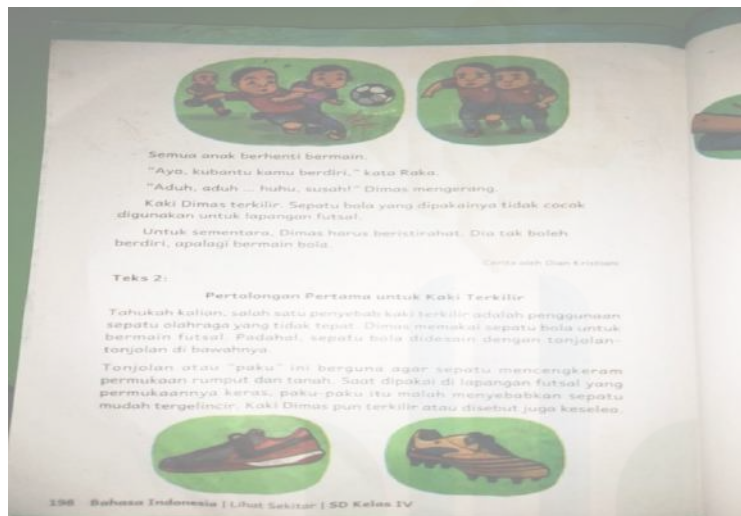 Semua anak berhenti bermain.
"Ayo, kubantu kamu berdiri," kata Raka.
"Aduh, aduh ... huhu, susah!" Dimas mengerang.
Kaki Dimas terkilir. Sepatu bola yang dipakainya tidak cocok
digunakan untuk lapangan futsal.
Untuk sementara, Dimas harus beristirahat. Dia tak boleh
berdiri, apalagi bermain bola.
Cerita oleh Dian Kristiani
Teks 2:
Pertolongan Pertama untuk Kaki Terkilir
Tahukah kalian, salah satu penyebab kaki terkilir adalah penggunaan
sepatu olahraga yang tidak tepat. Dimas memakai sepatu bola untuk
bermain futsal. Padahal, sepatu bola didesain dengan tonjolan-
tonjolan di bawahnya.
Tonjolan atau "paku" ini berguna agar sepatu mencengkeram
permukaan rumput dan tanah. Saat dipakai di lapangan futsal yang
permukaannya keras, paku-paku itu malah menyebabkan sepatu
mudah tergelincir. Kaki Dimas pun terkilir atau disebut juga keseleo.
198 Bahasa Indonesia | Lihat Sekitar | SD Kelas IV